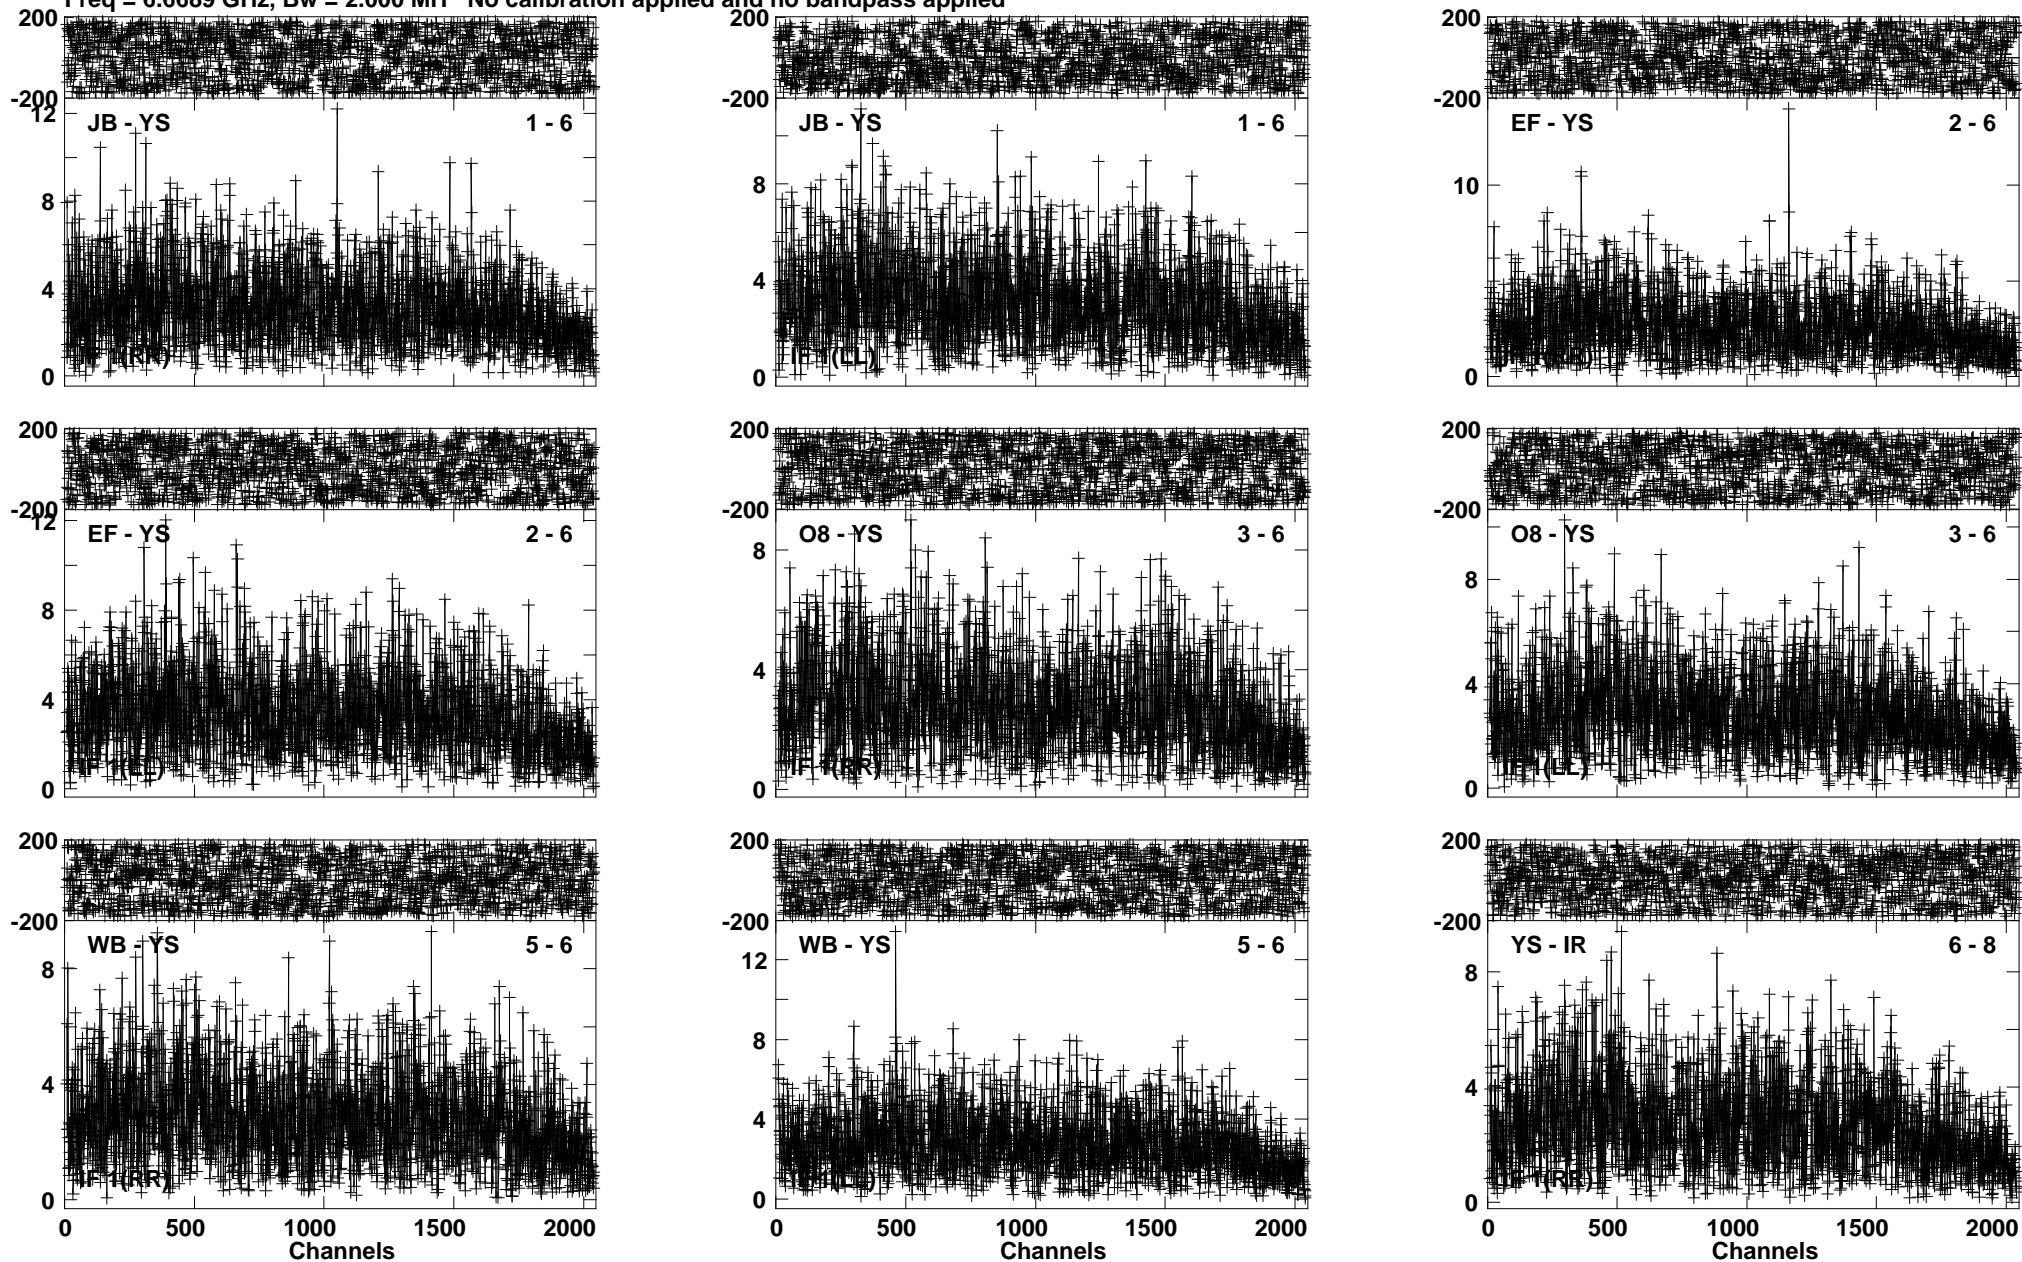 Freq = 6.6689 GHz, Bw = 2.000 MH No calibration applied and no bandpass applied
200 200 200
-200 -200 -200
12
JB - YS 1 - 6 JB - YS 1 - 6 EF - YS 2 - 6
8 8 10
4 4
IF 1(RR) IF 1(LL)
0 0 0
200 200 200
-200 -200 -200
12
EF - YS 2 - 6 O8 - YS 3 - 6 O8 - YS 3 - 6
8 8 8
4 4 4
IF 1(LL) IF 1(RR) IF 1(LL)
0 0 0
200 200 200
-200 -200 -200
WB - YS 5 - 6 WB - YS 5 - 6 YS - IR 6 - 8
8 12 8
8
4 4 4
IF 1(RR) IF 1(LL) IF 1(RR)
0 0 0
0 500 1000 1500 2000 0 500 1000 1500 2000 0 500 1000 1500 2000
Channels Channels Channels